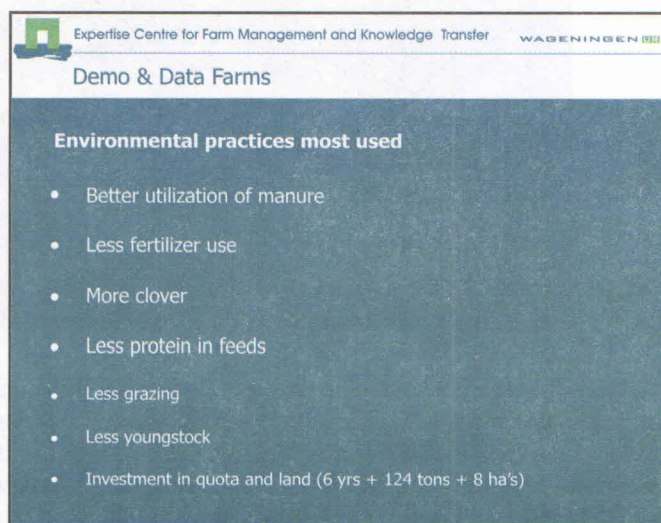 Expertise Centre for Farm Management and Knowledge Transfer WAGENINGEN UR
Demo & Data Farms
Environmental practices most used
• Better utilization of manure
• Less fertilizer use
• More clover
• Less protein in feeds
• Less grazing
• Less youngstock
• Investment in quota and land (6 yrs + 124 tons + 8 ha's)